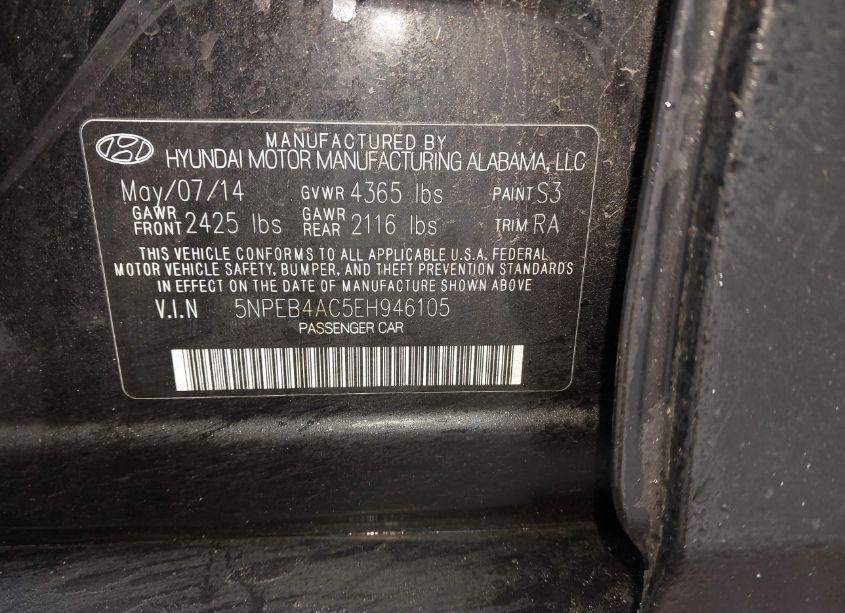 MANUFACTURED BY
HYUNDAI MOTOR MANUFACTURING ALABAMA, LLC
May/07/14 GVWR 4365 lbs PAINT S3
GAWR FRONT 2425 lbs GAWR REAR 2116 lbs TRIM RA
THIS VEHICLE CONFORMS TO ALL APPLICABLE U.S.A. FEDERAL
MOTOR VEHICLE SAFETY, BUMPER, AND THEFT PREVENTION STANDARDS
IN EFFECT ON THE DATE OF MANUFACTURE SHOWN ABOVE
V.I.N 5NPEB4AC5EH946105
PASSENGER CAR